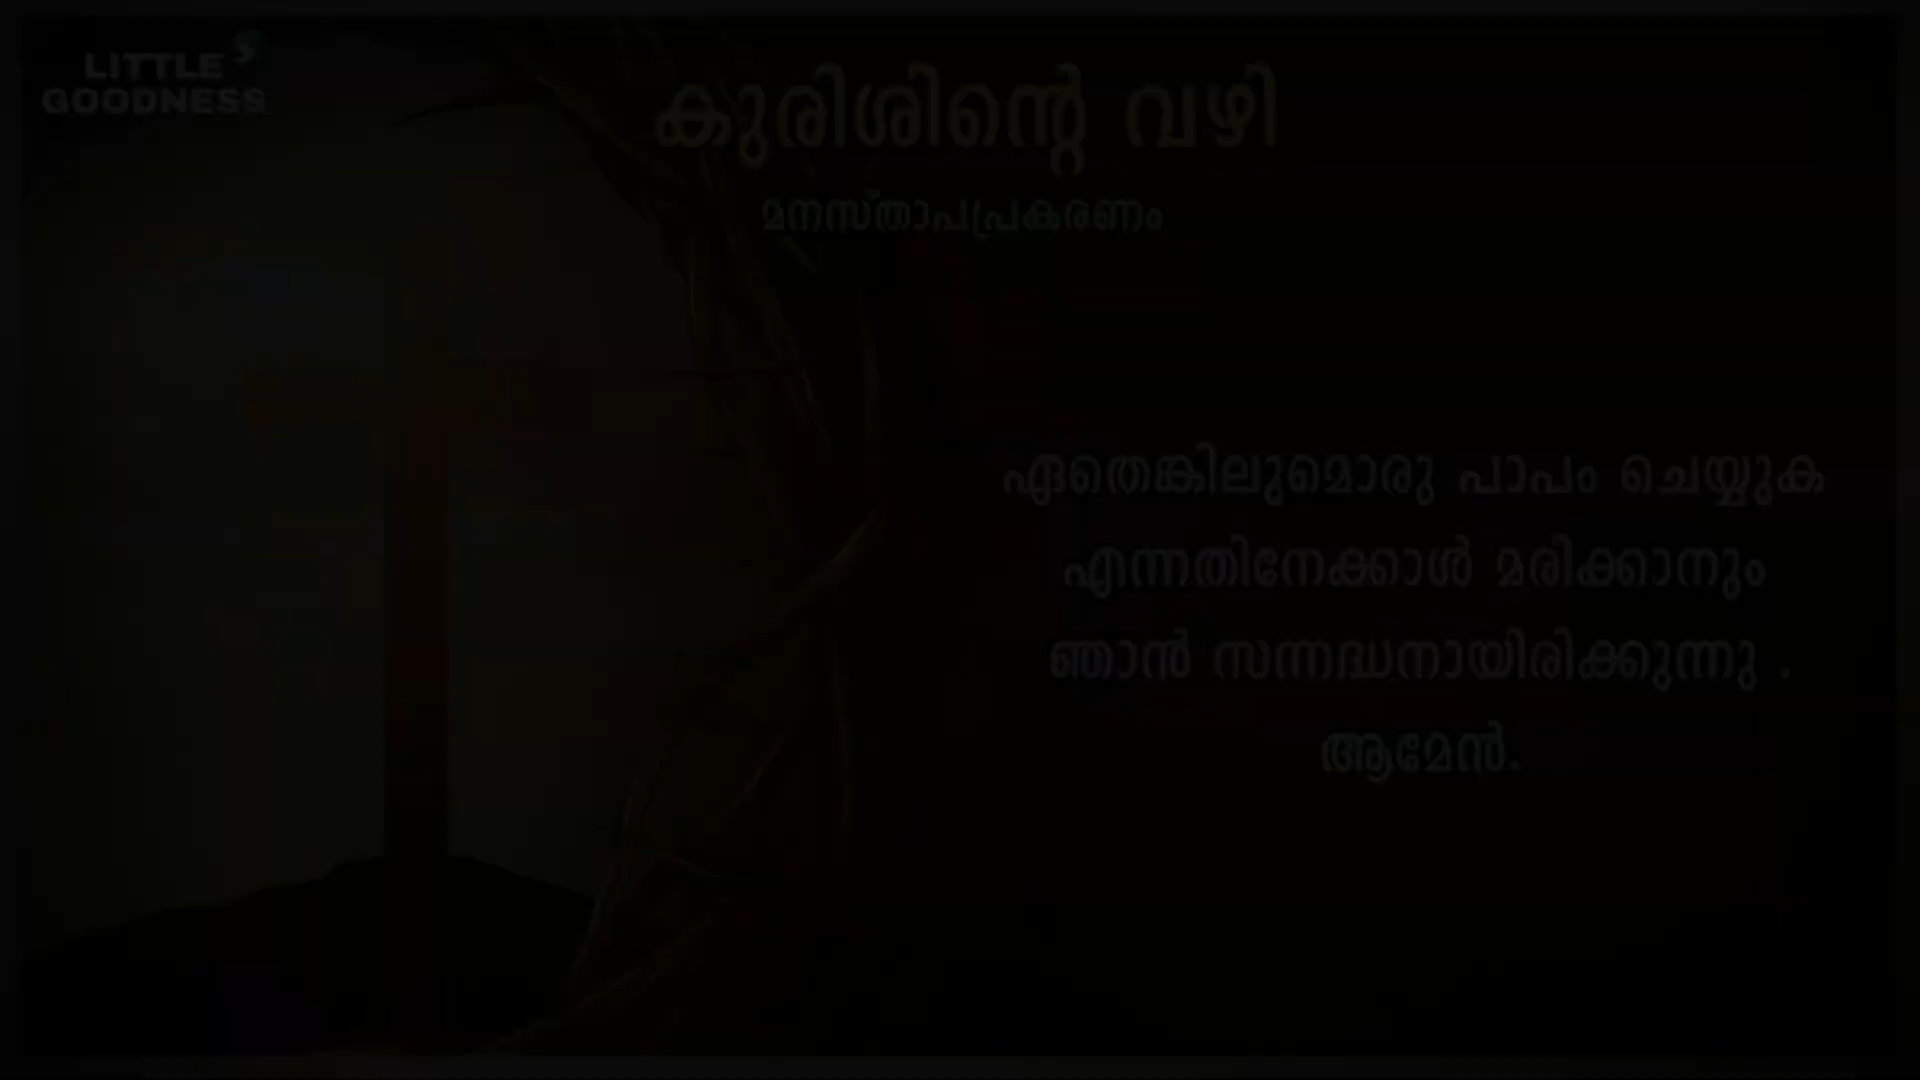 LITTLE
GOODNESS
കുരിശിന്റെ വഴി
മനസ്താപപ്രകരണം
ഏതെങ്കിലുമൊരു പാപം ചെയ്യുക
എന്നതിനേക്കാൾ മരിക്കാനും
ഞാൻ സന്നദ്ധനായിരിക്കുന്നു .
ആമേൻ.